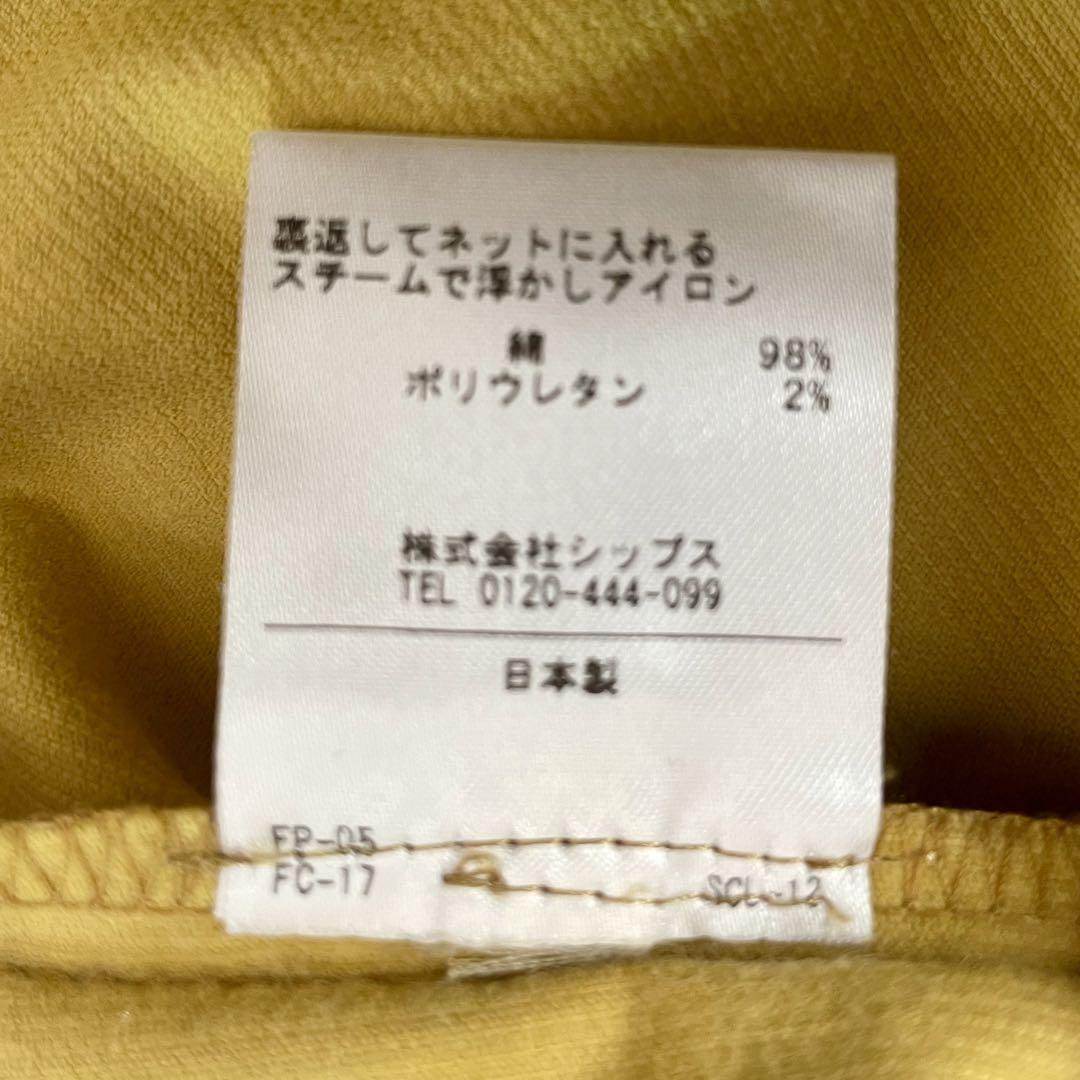 裏返してネットに入れる
スチームで浮かしアイロン
綿 98%
ポリウレタン 2%
株式会社シップス
TEL 0120-444-099
日本製
FP-05
FC-17 SCL-12